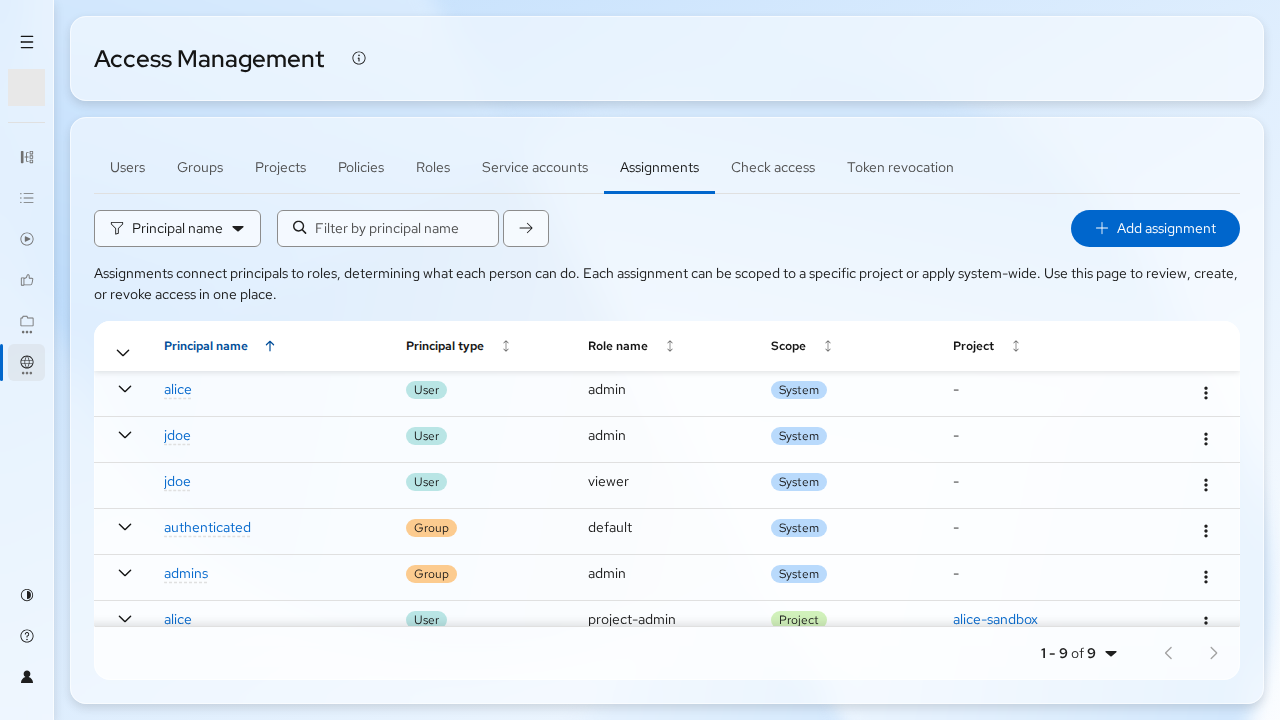 Access Management
Users Groups Projects Policies Roles Service accounts Assignments Check access Token revocation
Principal name Filter by principal name Add assignment
Assignments connect principals to roles, determining what each person can do. Each assignment can be scoped to a specific project or apply system-wide. Use this page to review, create,
or revoke access in one place.
Principal name Principal type Role name Scope Project
alice User admin System -
jdoe User admin System -
jdoe User viewer System -
authenticated Group default System -
admins Group admin System -
alice User project-admin Project alice-sandbox
1 - 9 of 9